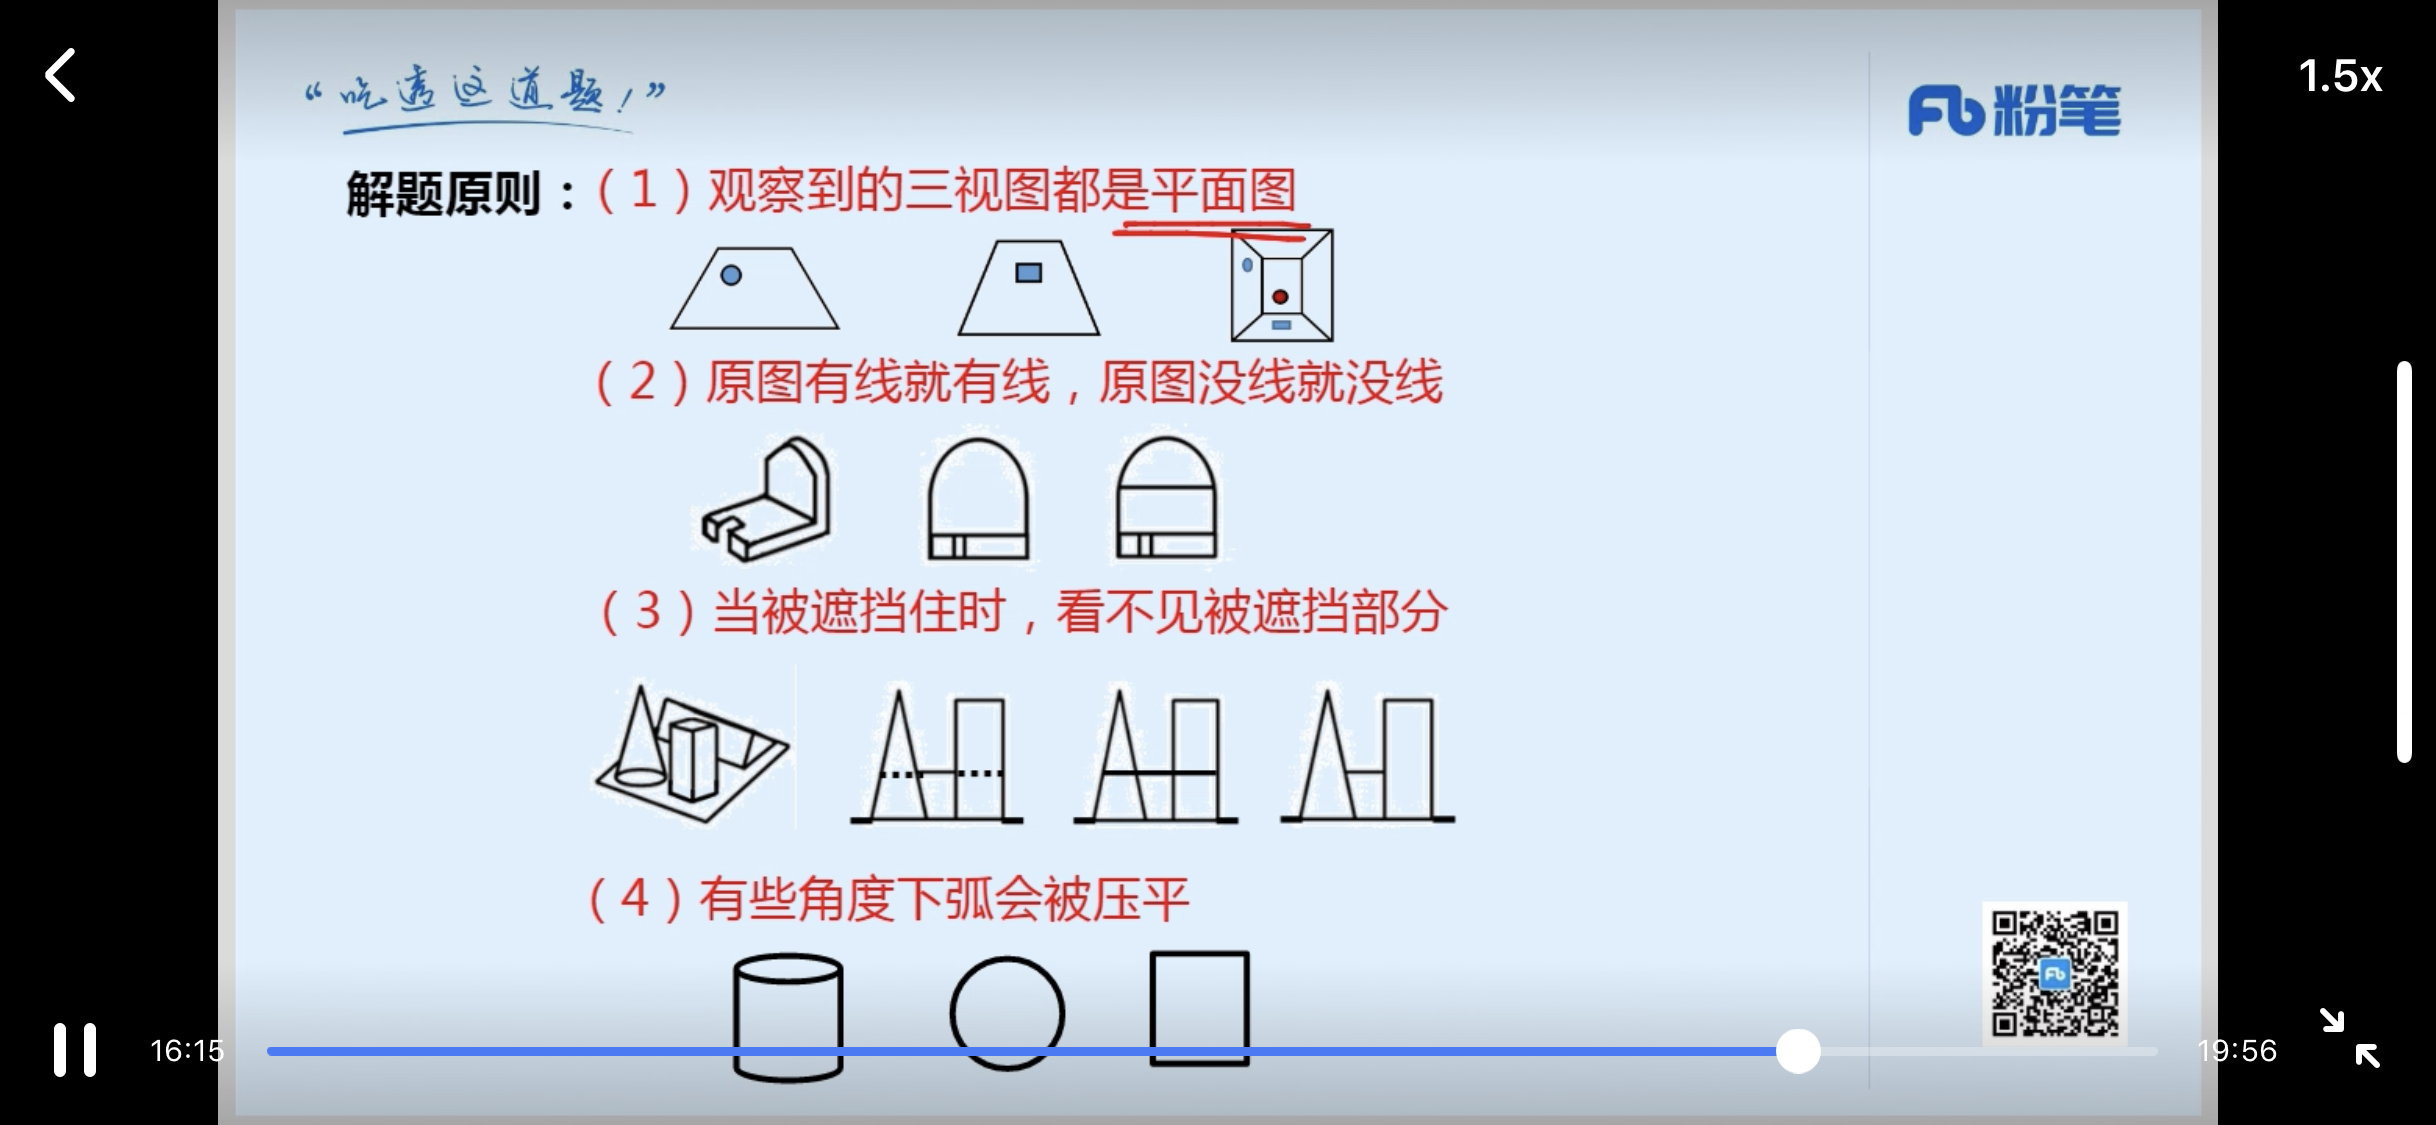 1.5x
“吃透这道题!”
粉笔
解题原则：（1）观察到的三视图都是平面图
（2）原图有线就有线，原图没线就没线
（3）当被遮挡住时，看不见被遮挡部分
（4）有些角度下弧会被压平
16:15
19:56